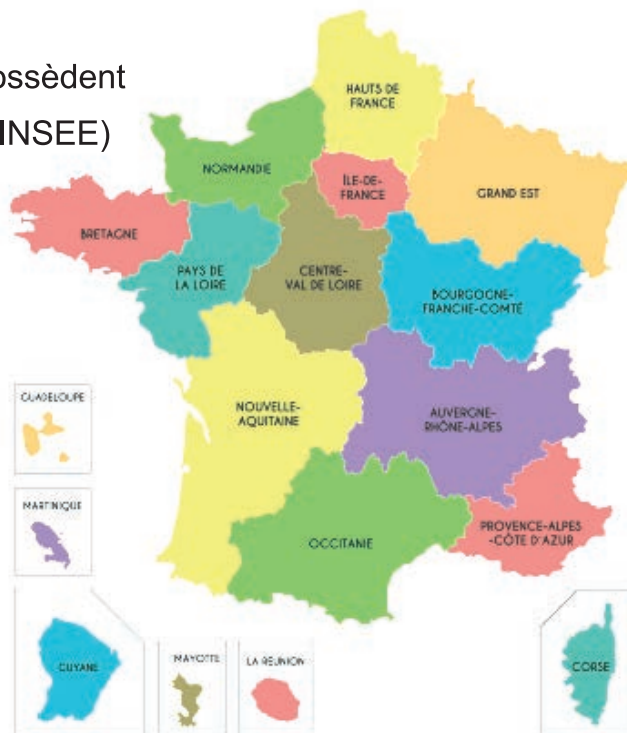 ossèdent
INSEE)
HAUTS DE
FRANCE
NORMANDIE
ÎLE-DE-
FRANCE
GRAND EST
BRETAGNE
PAYS DE
LA LOIRE
CENTRE-
VAL DE LOIRE
BOURGOGNE-
FRANCHE-COMTÉ
GUADELOUPE
NOUVELLE-
AQUITAINE
AUVERGNE-
RHÔNE-ALPES
MARTINIQUE
OCCITANIE
PROVENCE-ALPES
-CÔTE D'AZUR
GUYANE
MAYOTTE
LA RÉUNION
CORSE